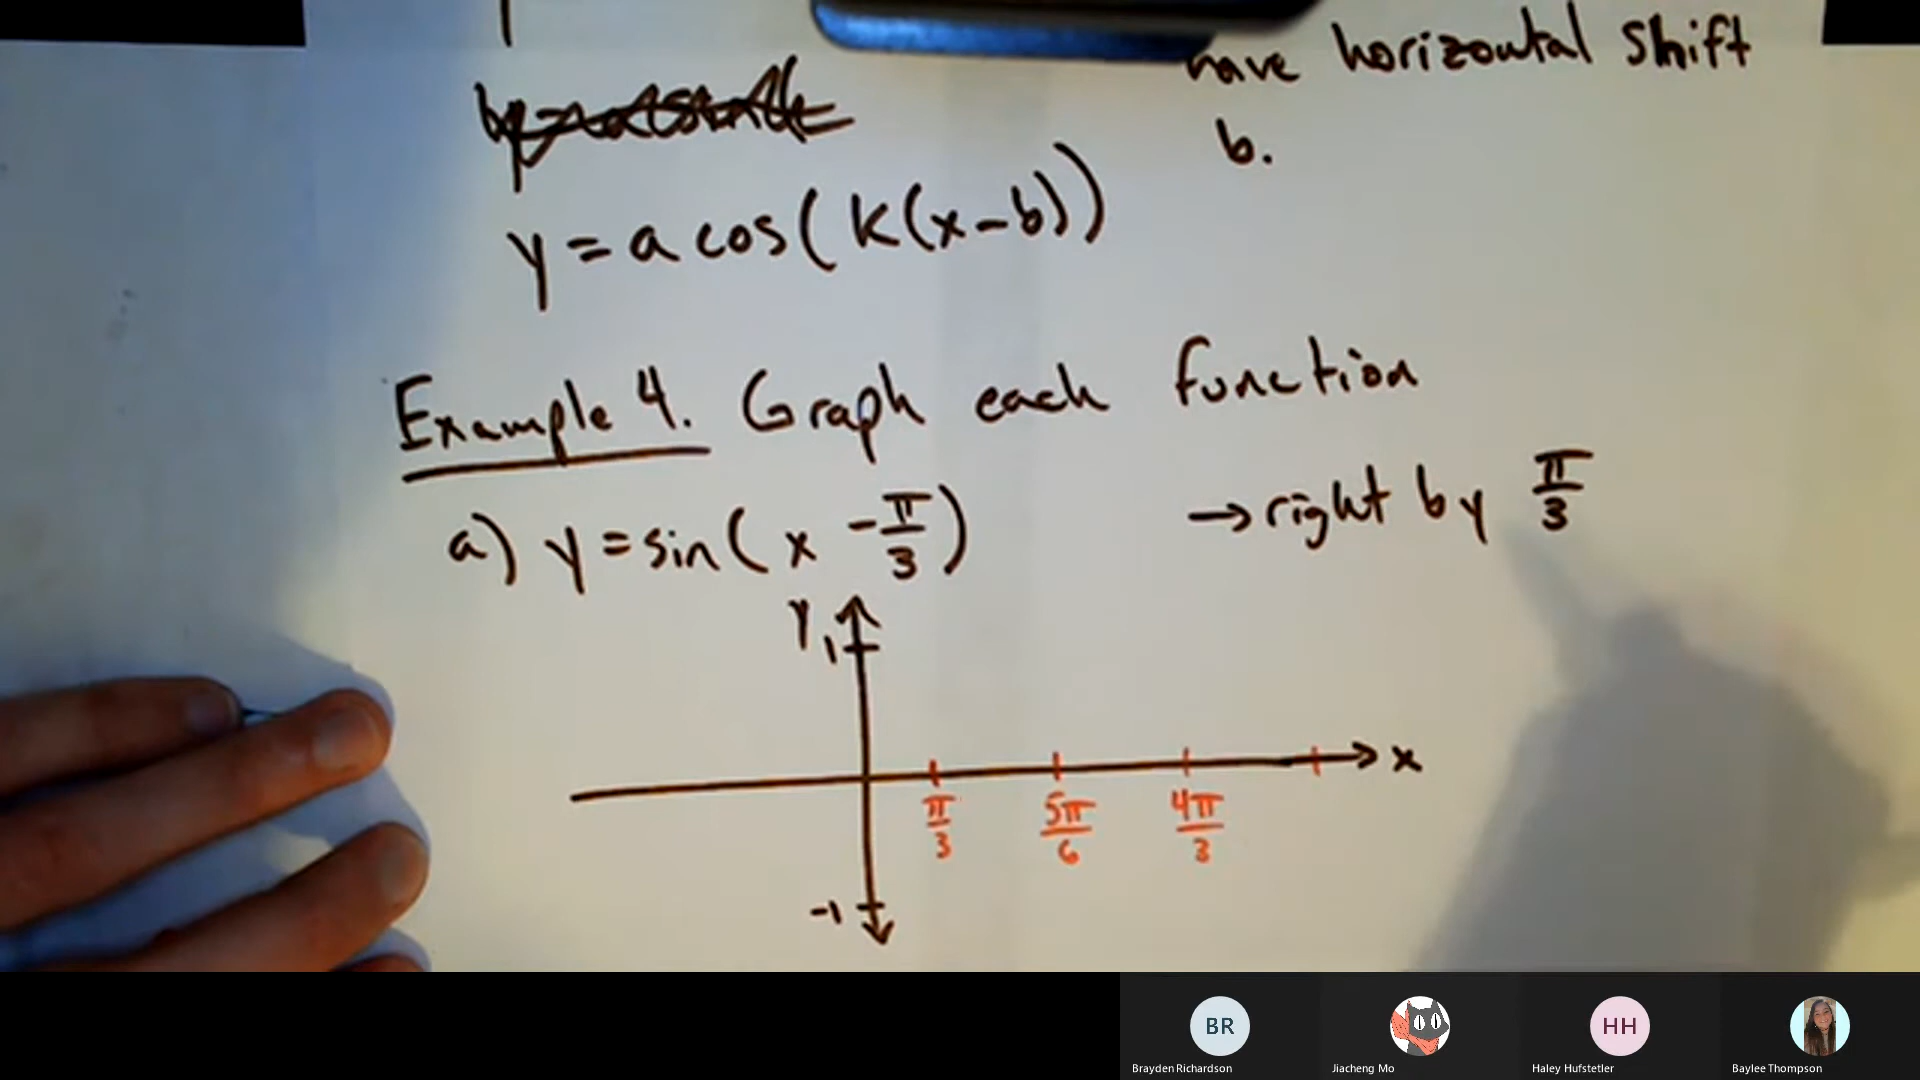 have horizontal shift
b.
y = a cos(k(x-b))
Example 4. Graph each function
a) y = sin(x - π/3) → right by π/3
y
1
x
π/3 5π/6 4π/3
-1
BR HH
Brayden Richardson Jiacheng Mo Haley Hufstetler Baylee Thompson